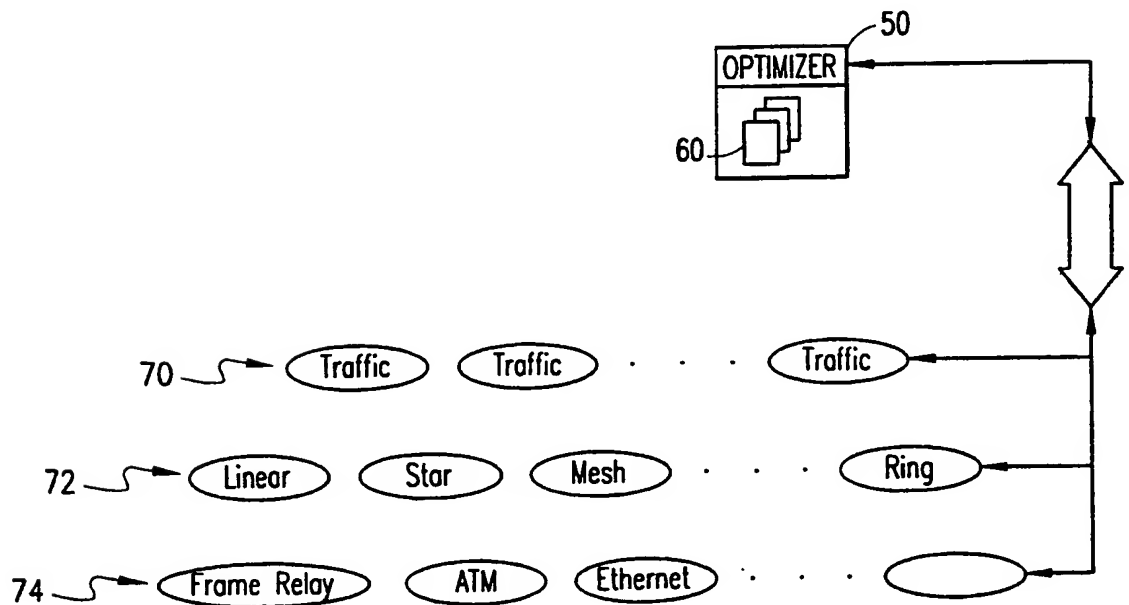 50
OPTIMIZER
60
70 Traffic Traffic . . . Traffic
72 Linear Star Mesh . . . Ring
74 Frame Relay ATM Ethernet . . .